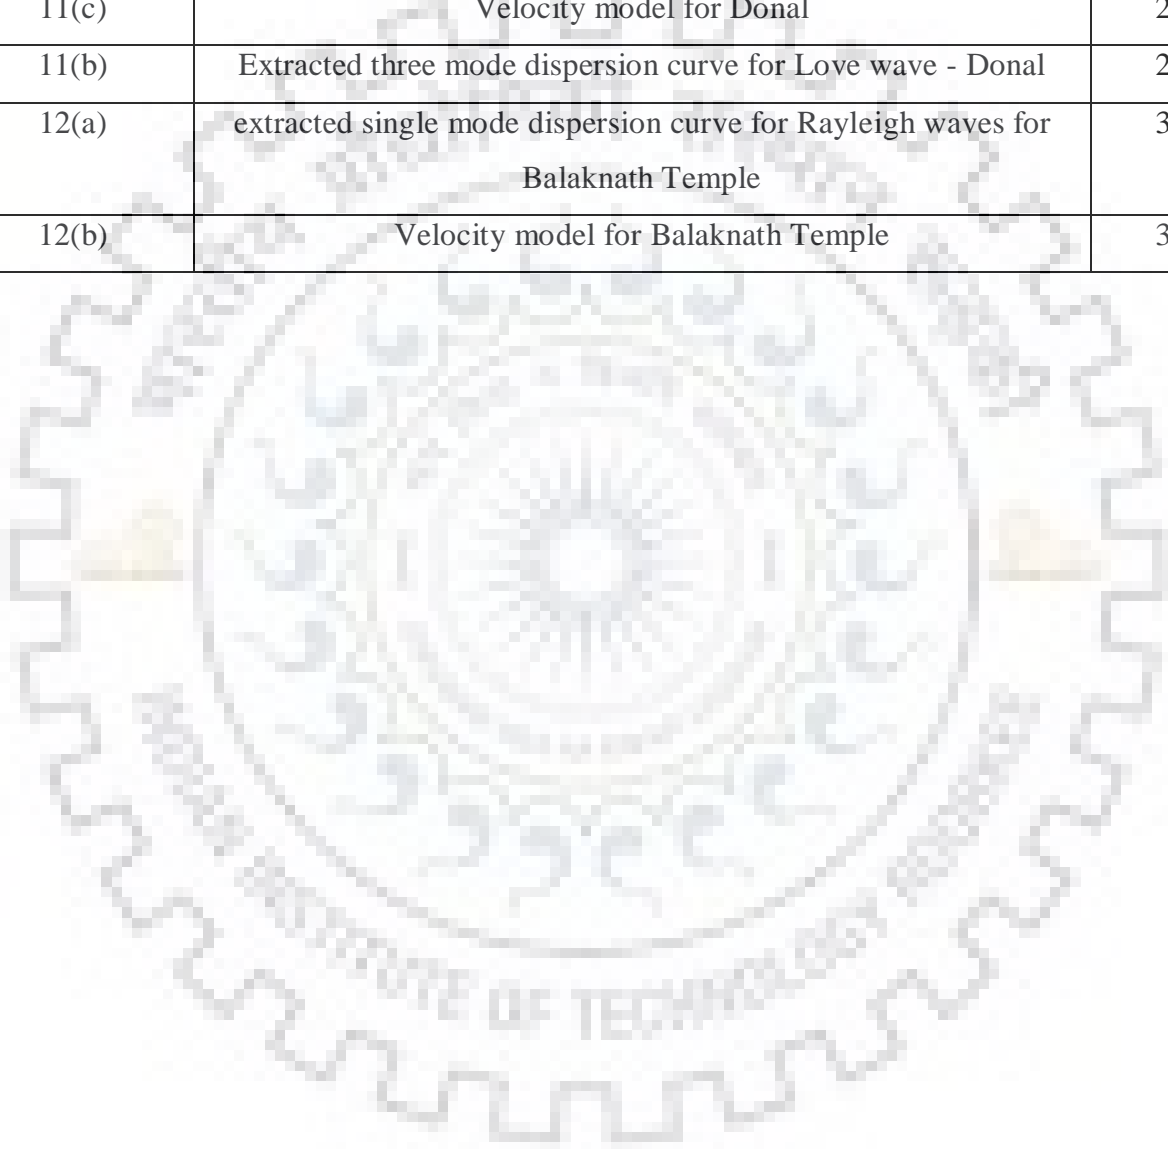 11(c) Velocity model for Donal 2
11(b) Extracted three mode dispersion curve for Love wave - Donal 2
12(a) extracted single mode dispersion curve for Rayleigh waves for 3
Balaknath Temple
12(b) Velocity model for Balaknath Temple 3
INSTITUTE OF TECHNOLOGY ROORKEE